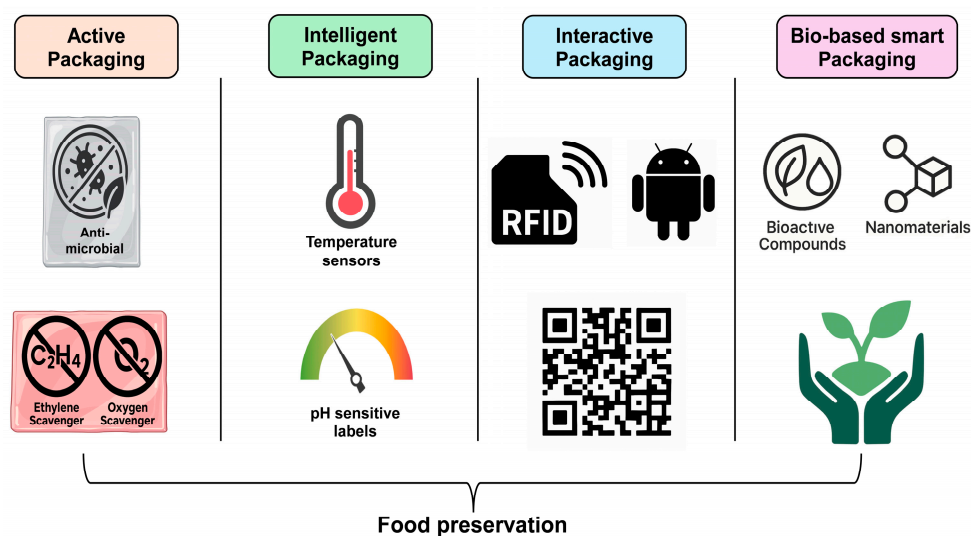 Active
Packaging
Intelligent
Packaging
Interactive
Packaging
Bio-based smart
Packaging
Anti-
microbial
Temperature
sensors
RFID
Bioactive
Compounds
Nanomaterials
C₂H₄
O₂
Ethylene
Scavenger
Oxygen
Scavenger
pH sensitive
labels
Food preservation